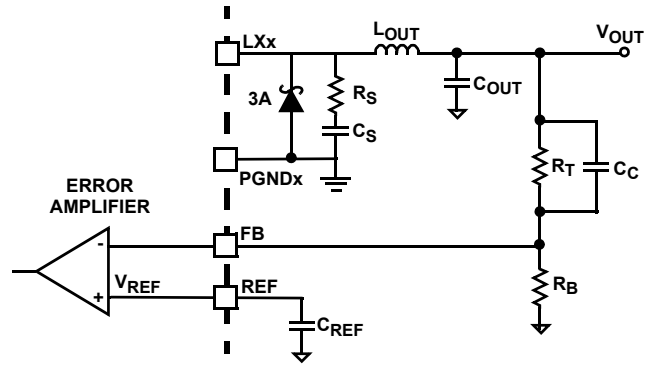 LXx
LOUT
VOUT
3A
RS
CS
COUT
RT
CC
PGNDx
ERROR
AMPLIFIER
FB
-
VREF
REF
+
RB
CREF